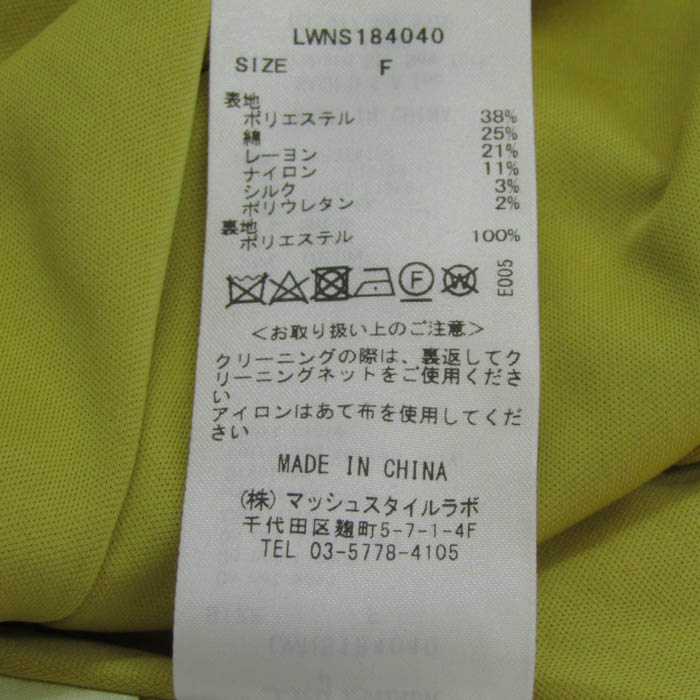 LWNS184040
SIZE F
表地
ポリエステル 38%
綿 25%
レーヨン 21%
ナイロン 11%
シルク 3%
ポリウレタン 2%
裏地
ポリエステル 100%
F W E005
<お取り扱い上のご注意>
クリーニングの際は、裏返してク
リーニングネットをご使用くださ
い
アイロンはあて布を使用してくだ
さい
MADE IN CHINA
(株) マッシュスタイルラボ
千代田区麹町5-7-1-4F
TEL 03-5778-4105